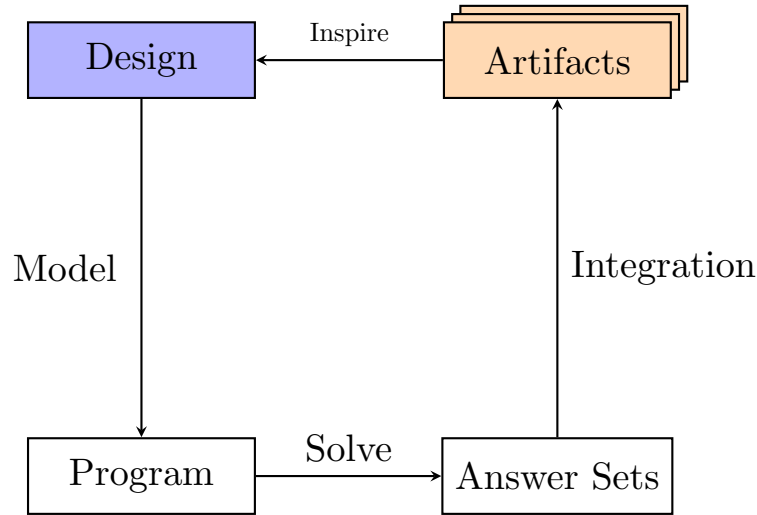 Inspire
Design
Artifacts
Model
Integration
Solve
Program
Answer Sets